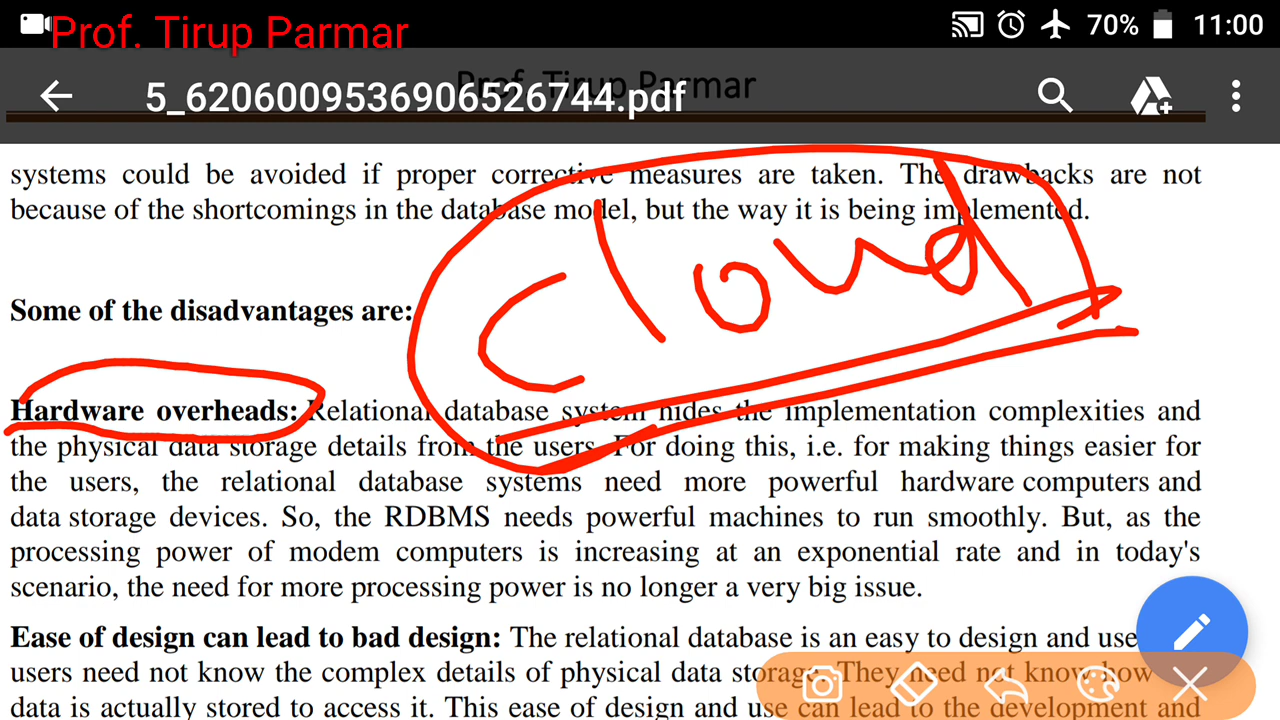 Prof. Tirup Parmar
70% 11:00
Prof. Tirup Parmar
5_6206009536906526744.pdf
systems could be avoided if proper corrective measures are taken. The drawbacks are not
because of the shortcomings in the database model, but the way it is being implemented.
Cloud
Some of the disadvantages are:
Hardware overheads: Relational database system hides the implementation complexities and
the physical data storage details from the users. For doing this, i.e. for making things easier for
the users, the relational database systems need more powerful hardware computers and
data storage devices. So, the RDBMS needs powerful machines to run smoothly. But, as the
processing power of modem computers is increasing at an exponential rate and in today's
scenario, the need for more processing power is no longer a very big issue.
Ease of design can lead to bad design: The relational database is an easy to design and use
users need not know the complex details of physical data storage. They need not know how
data is actually stored to access it. This ease of design and use can lead to the development and